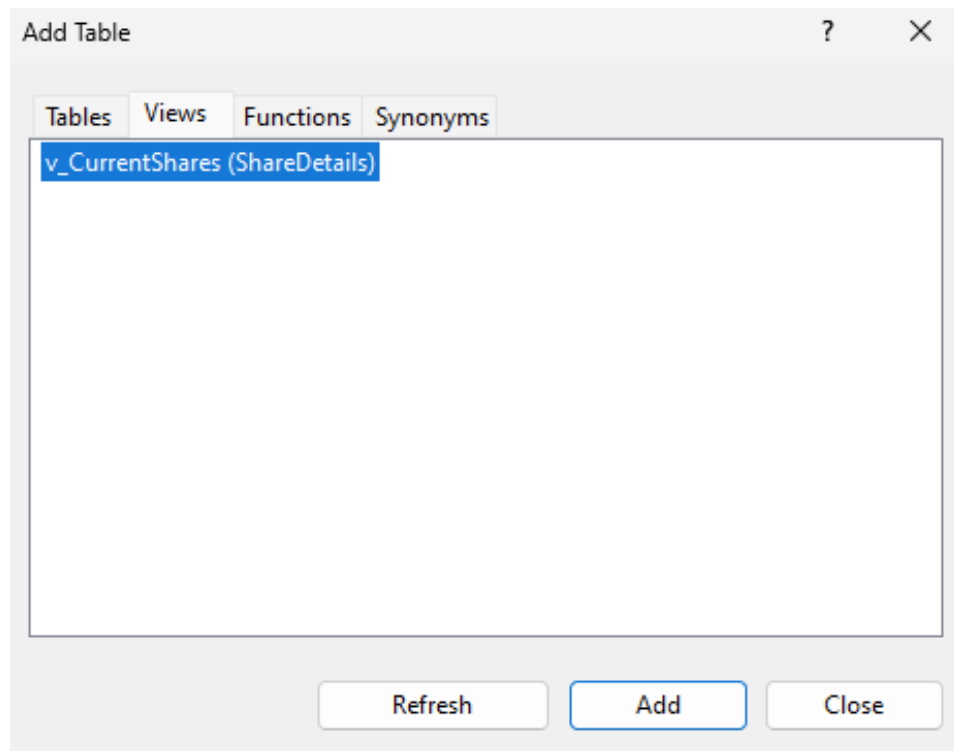 Add Table ? ×
Tables Views Functions Synonyms
v_CurrentShares (ShareDetails)
Refresh Add Close